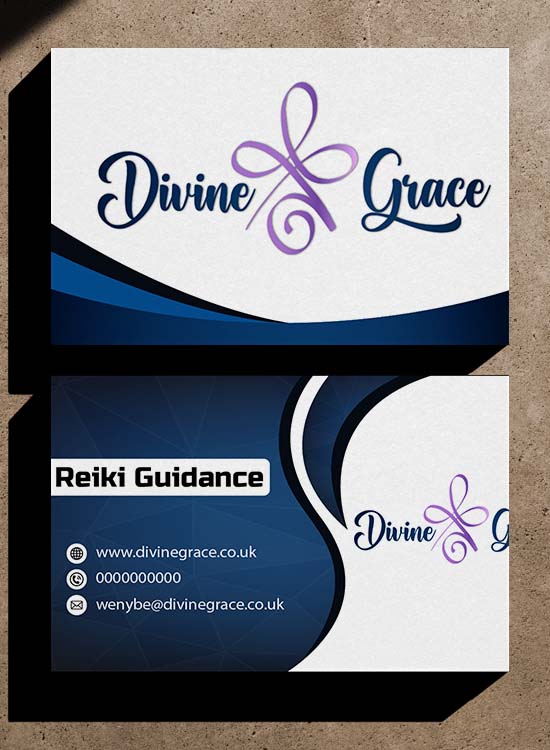 Divine Grace
Reiki Guidance
www.divinegrace.co.uk
0000000000
wenybe@divinegrace.co.uk
Divine G